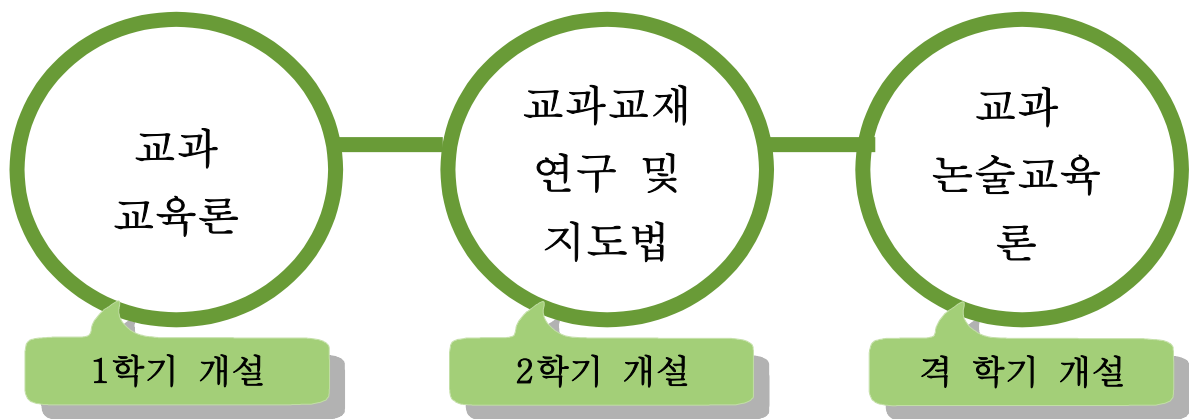 교과
교육론
1학기 개설
교과교재
연구 및
지도법
2학기 개설
교과
논술교육
론
격 학기 개설